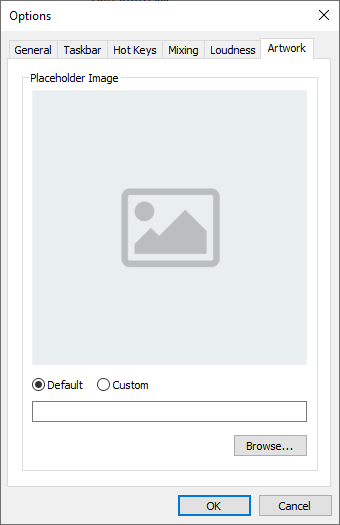 Options
General Taskbar Hot Keys Mixing Loudness Artwork
Placeholder Image
Default Custom
Browse...
OK Cancel